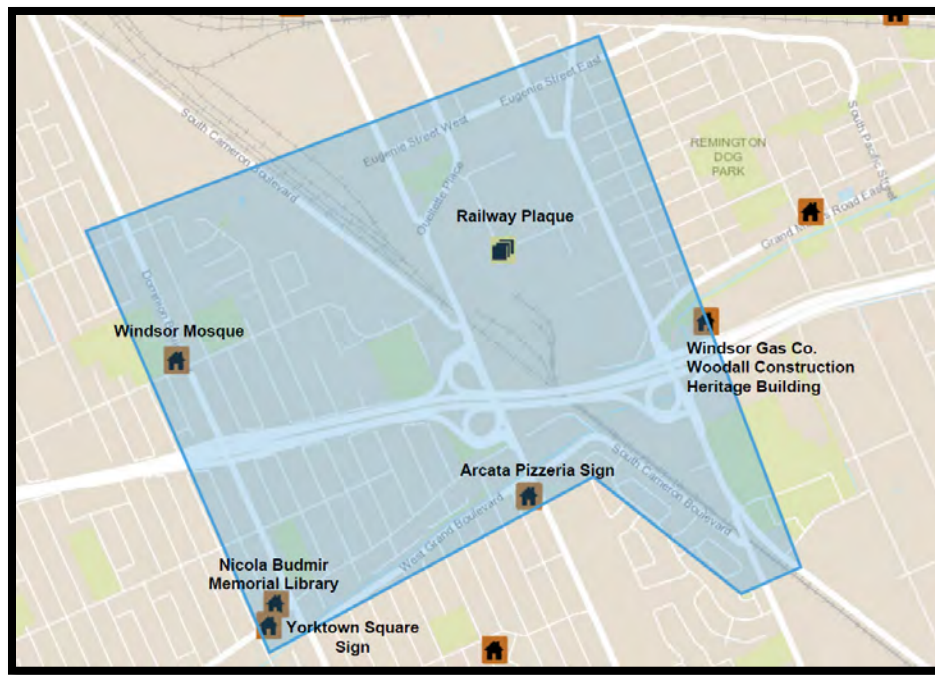 Eugenie Street East
South Cameron Boulevard
Eugenie Street West
REMINGTON
DOG
PARK
South Pacific Street
Ouellette Place
Railway Plaque
Grand Marais Road East
Windsor Mosque
Windsor Gas Co.
Woodall Construction
Heritage Building
Arcata Pizzeria Sign
South Cameron Boulevard
West Grand Boulevard
Nicola Budmir
Memorial Library
Yorktown Square
Sign